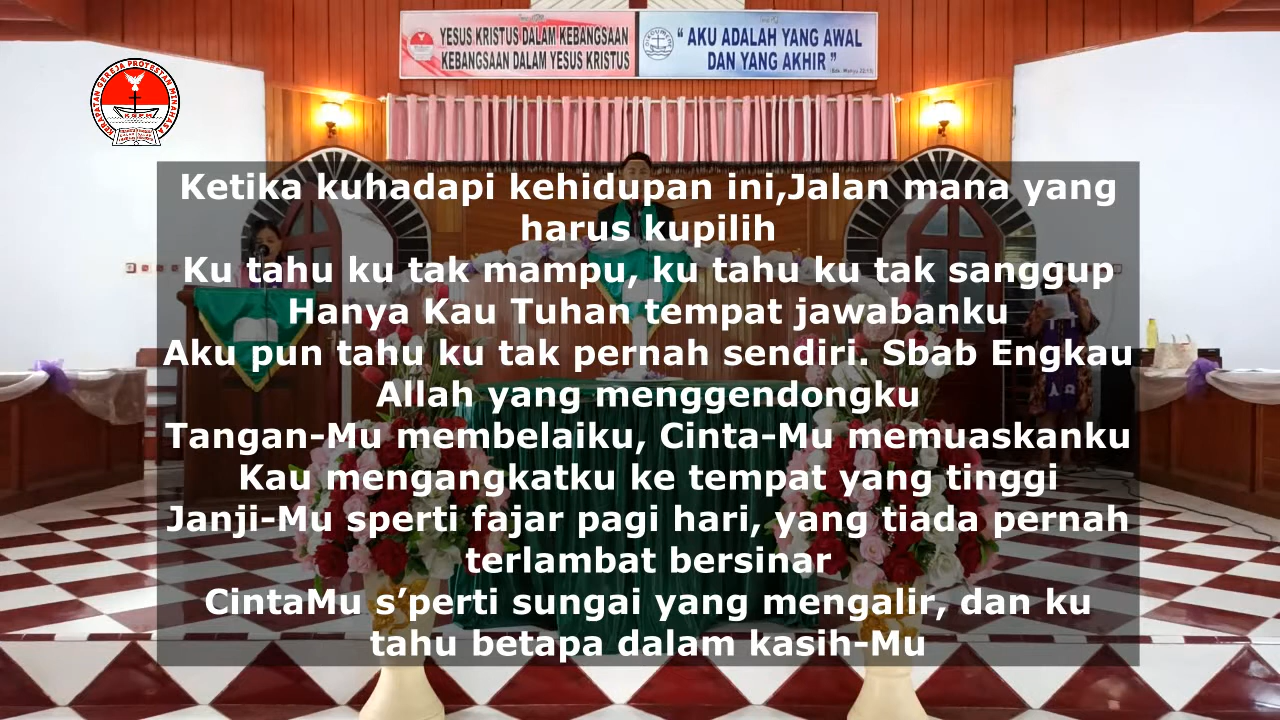 YESUS KRISTUS DALAM KEBANGSAAN
KEBANGSAAN DALAM YESUS KRISTUS
“ AKU ADALAH YANG AWAL
DAN YANG AKHIR ”
KERAPATAN GEREJA PROTESTAN MINAHASA
K.G.P.M
Ketika kuhadapi kehidupan ini,Jalan mana yang
harus kupilih
Ku tahu ku tak mampu, ku tahu ku tak sanggup
Hanya Kau Tuhan tempat jawabanku
Aku pun tahu ku tak pernah sendiri. Sbab Engkau
Allah yang menggendongku
Tangan-Mu membelaiku, Cinta-Mu memuaskanku
Kau mengangkatku ke tempat yang tinggi
Janji-Mu sperti fajar pagi hari, yang tiada pernah
terlambat bersinar
CintaMu s’perti sungai yang mengalir, dan ku
tahu betapa dalam kasih-Mu